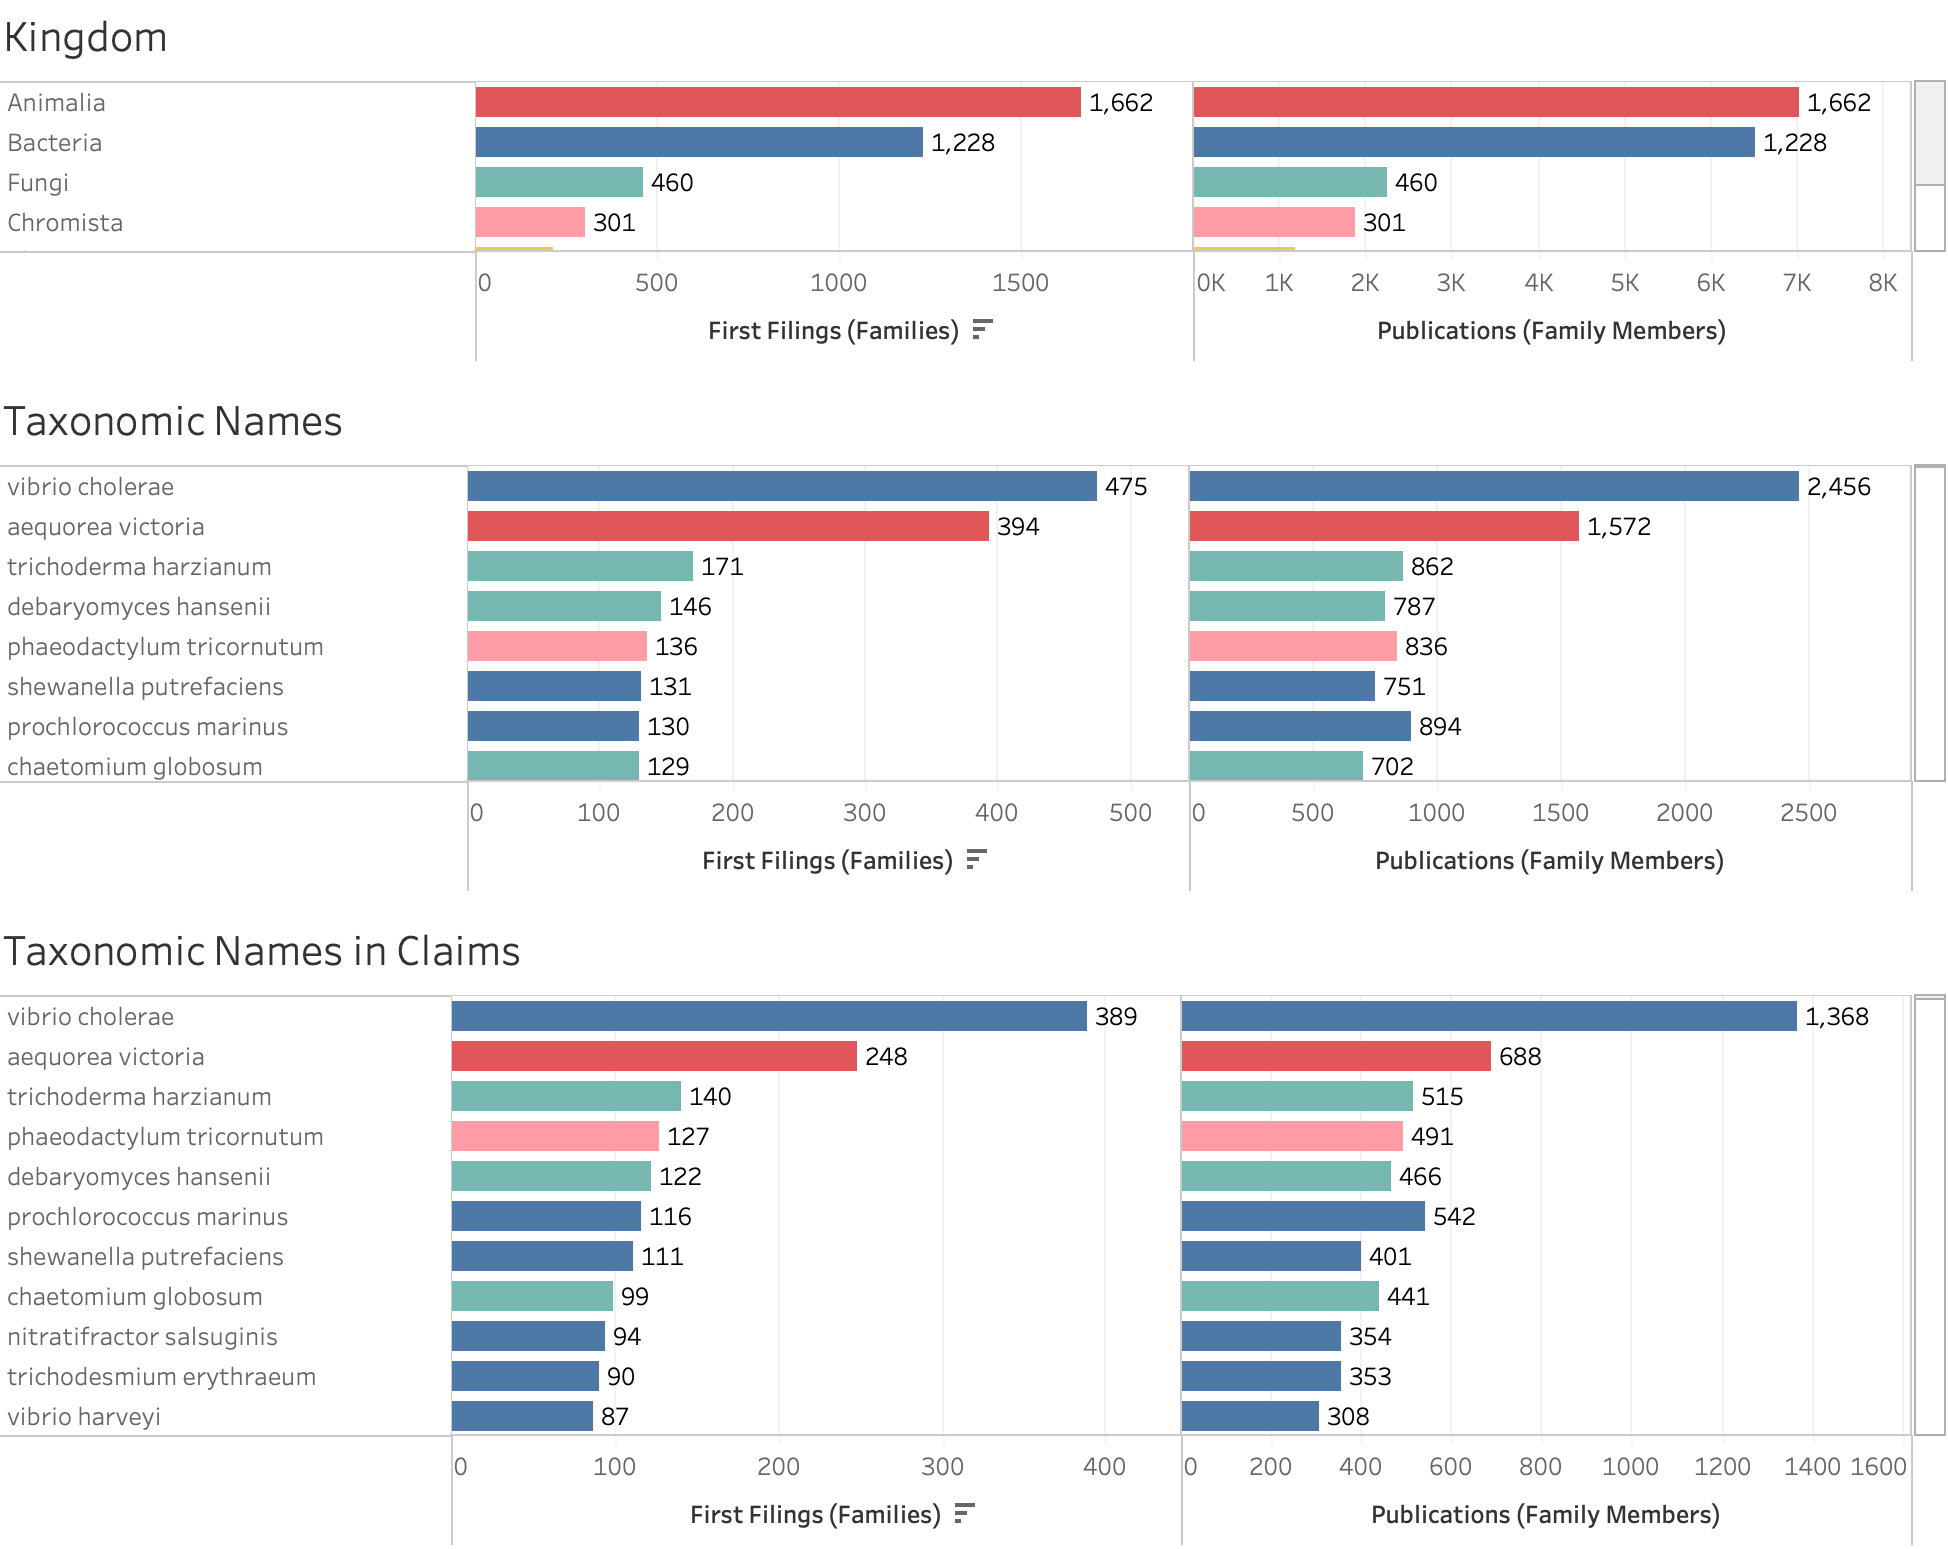 Kingdom
Animalia 1,662 1,662
Bacteria 1,228 1,228
Fungi 460 460
Chromista 301 301
0 500 1000 1500 0K 1K 2K 3K 4K 5K 6K 7K 8K
First Filings (Families) Publications (Family Members)
Taxonomic Names
vibrio cholerae 475 2,456
aequorea victoria 394 1,572
trichoderma harzianum 171 862
debaryomyces hansenii 146 787
phaeodactylum tricornutum 136 836
shewanella putrefaciens 131 751
prochlorococcus marinus 130 894
chaetomium globosum 129 702
0 100 200 300 400 500 0 500 1000 1500 2000 2500
First Filings (Families) Publications (Family Members)
Taxonomic Names in Claims
vibrio cholerae 389 1,368
aequorea victoria 248 688
trichoderma harzianum 140 515
phaeodactylum tricornutum 127 491
debaryomyces hansenii 122 466
prochlorococcus marinus 116 542
shewanella putrefaciens 111 401
chaetomium globosum 99 441
nitratifractor salsuginis 94 354
trichodesmium erythraeum 90 353
vibrio harveyi 87 308
0 100 200 300 400 0 200 400 600 800 1000 1200 1400 1600
First Filings (Families) Publications (Family Members)